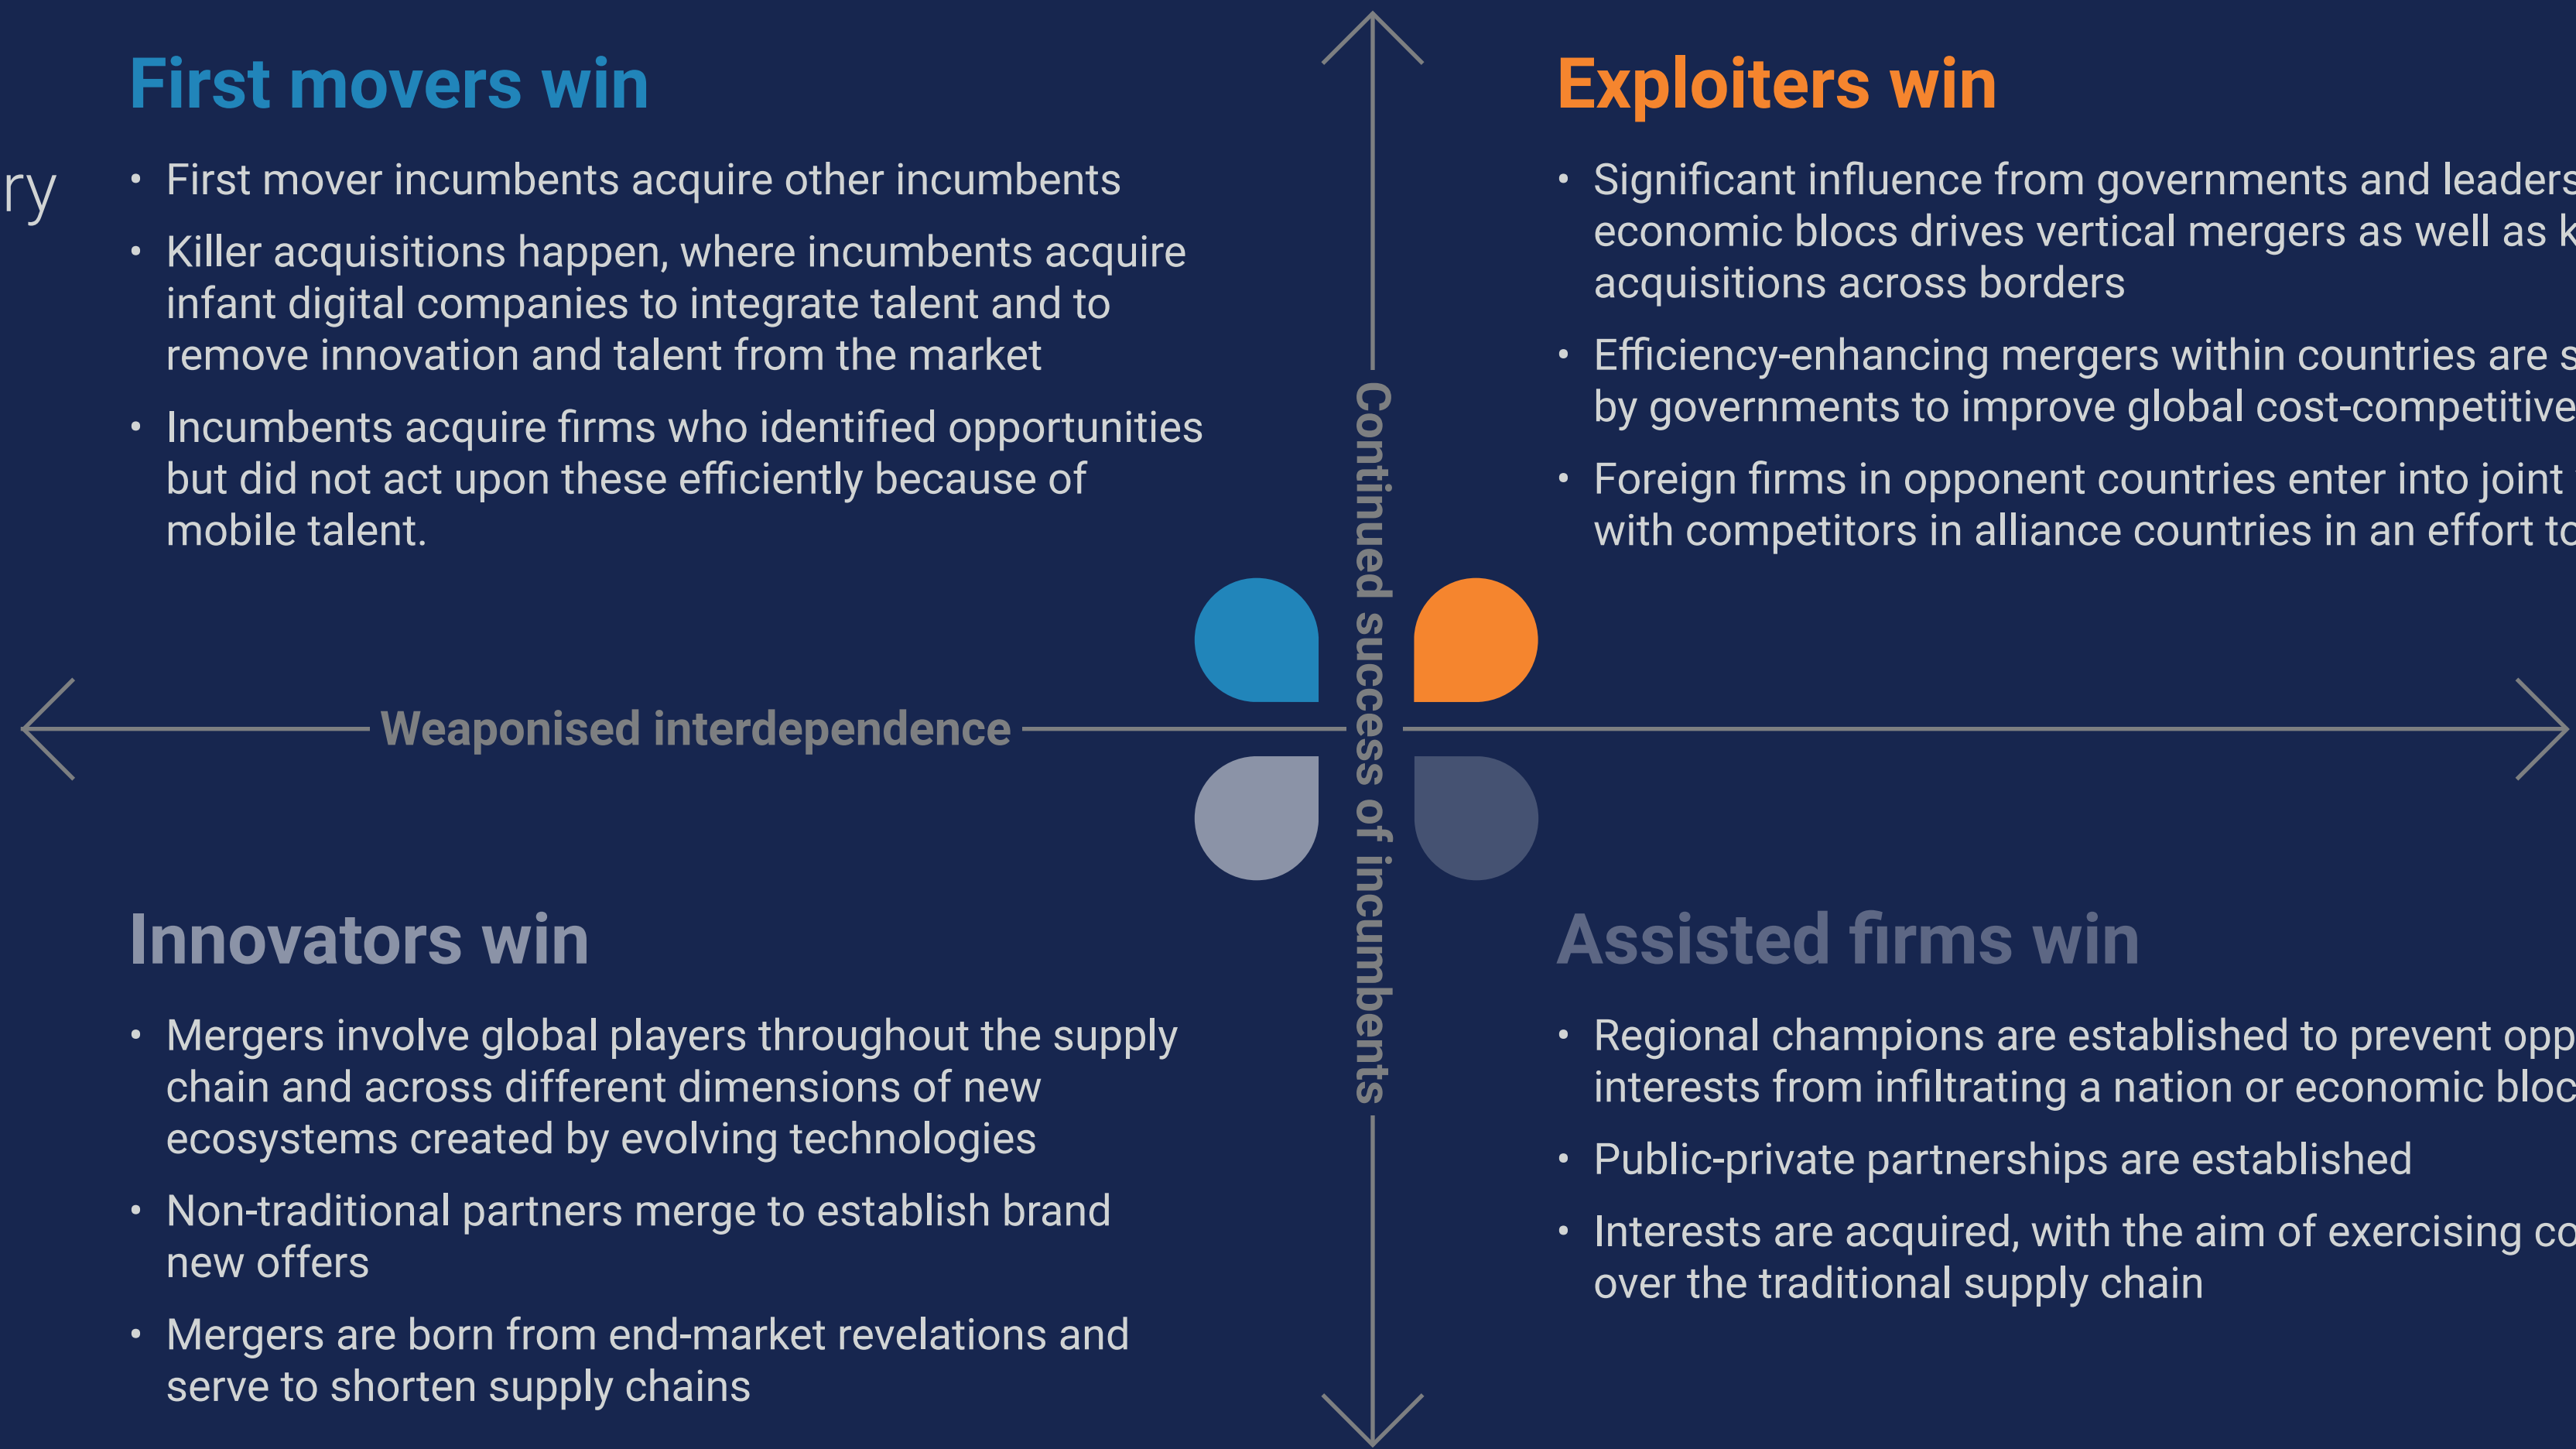 ry
First movers win
• First mover incumbents acquire other incumbents
• Killer acquisitions happen, where incumbents acquire
infant digital companies to integrate talent and to
remove innovation and talent from the market
• Incumbents acquire firms who identified opportunities
but did not act upon these efficiently because of
mobile talent.
Exploiters win
• Significant influence from governments and leaders
economic blocs drives vertical mergers as well as
acquisitions across borders
• Efficiency-enhancing mergers within countries are
by governments to improve global cost-competitive
• Foreign firms in opponent countries enter into joint
with competitors in alliance countries in an effort to
Weaponised interdependence
Continued success of incumbents
Innovators win
• Mergers involve global players throughout the supply
chain and across different dimensions of new
ecosystems created by evolving technologies
• Non-traditional partners merge to establish brand
new offers
• Mergers are born from end-market revelations and
serve to shorten supply chains
Assisted firms win
• Regional champions are established to prevent opp
interests from infiltrating a nation or economic bloc
• Public-private partnerships are established
• Interests are acquired, with the aim of exercising co
over the traditional supply chain